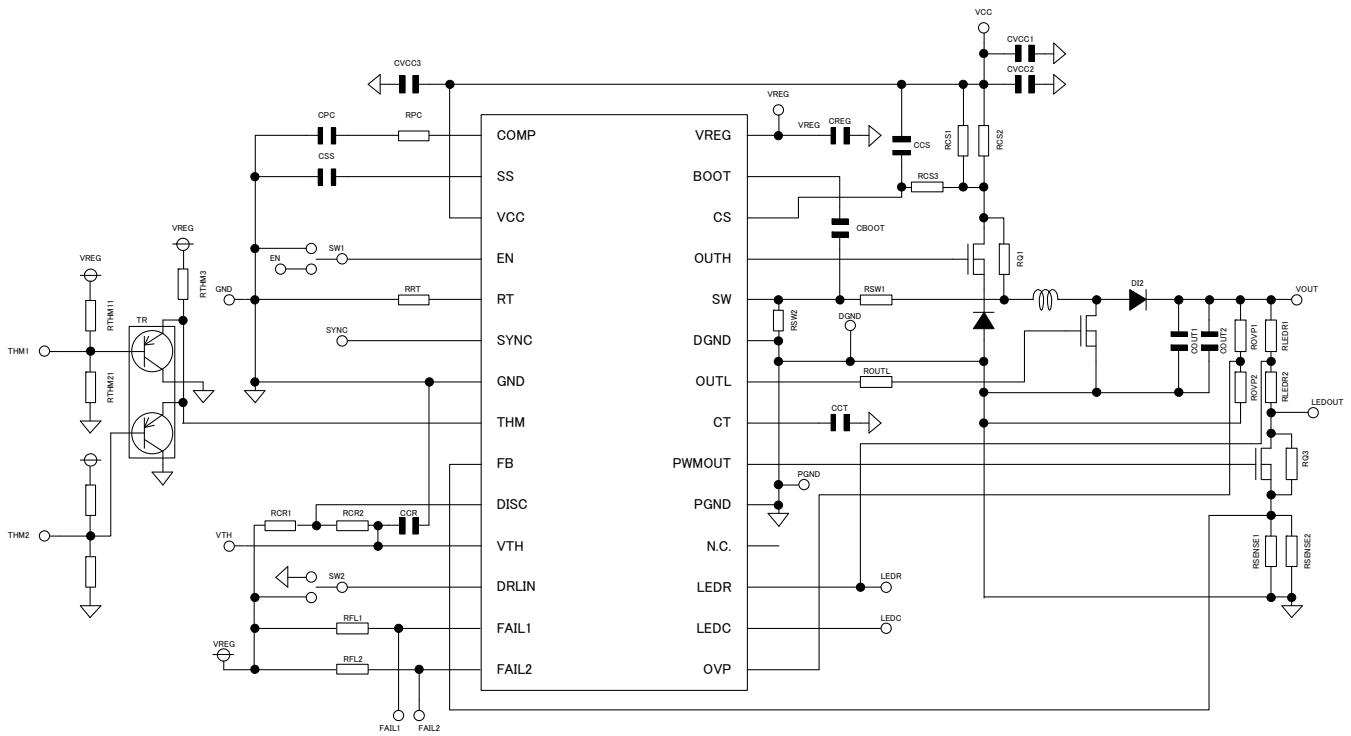 VCC
CVCC1
CVCC2
CVCC3
VREG
CPC
RPC
COMP
VREG
VREG
CREG
CCS
RCS1
RCS2
CSS
SS
BOOT
RCS3
VCC
CS
CBOOT
VREG
VREG
RTHM3
SW1
EN
EN
OUTH
RQ1
GND
RRT
RT
SW
RSW1
DI2
VOUT
RTHM11
TR
RSW2
DGND
SYNC
SYNC
DGND
COUT1
COUT2
ROVP1
RLEDR1
THM1
RTHM21
GND
OUTL
ROUTL
ROVP2
RLEDR2
LEDOUT
THM
CT
CCT
FB
PWMOUT
RQ3
PGND
RCR1
RCR2
CCR
DISC
PGND
THM2
VTH
VTH
N.C.
RSENSE1
RSENSE2
SW2
DRLIN
LEDR
LEDR
RFL1
FAIL1
LEDC
LEDC
VREG
RFL2
FAIL2
OVP
FAIL1
FAIL2